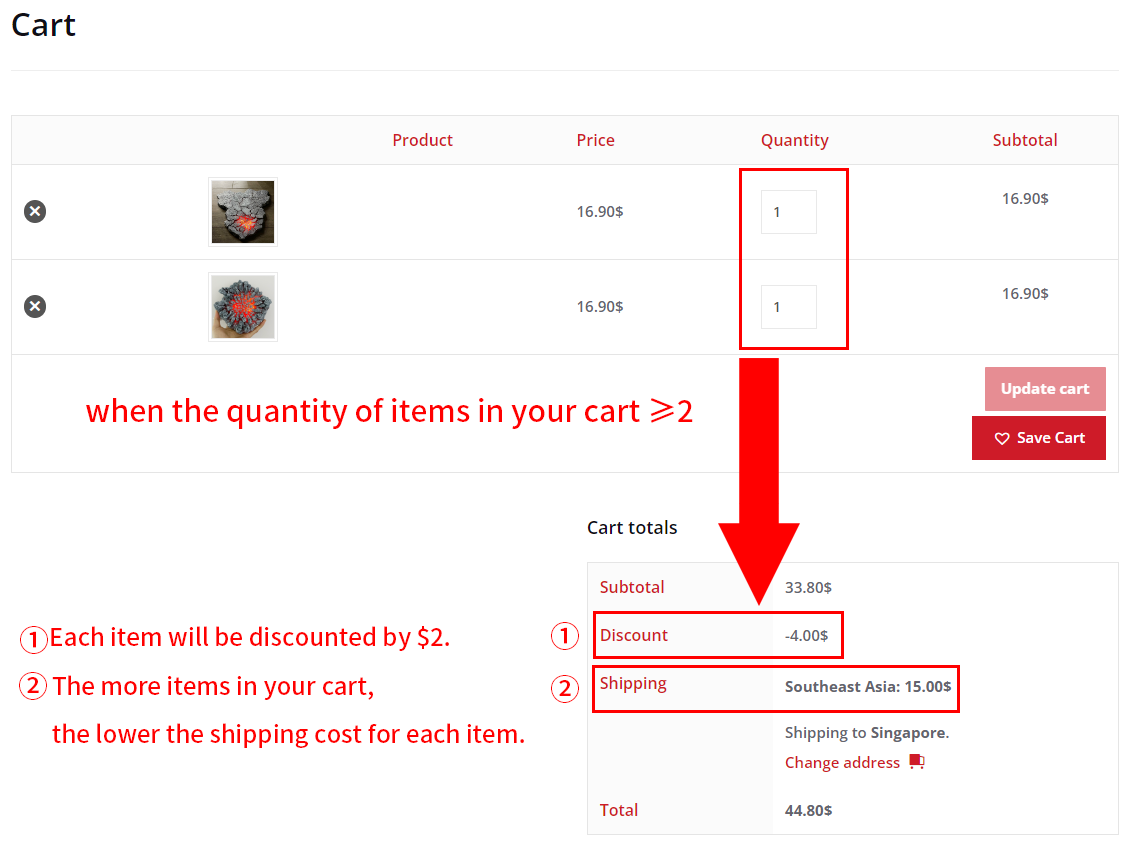 Cart
Product Price Quantity Subtotal
16.90$ 1 16.90$
16.90$ 1 16.90$
when the quantity of items in your cart ⩾2
Update cart
Save Cart
Cart totals
Subtotal 33.80$
①Each item will be discounted by $2.
① Discount -4.00$
② The more items in your cart,
the lower the shipping cost for each item.
② Shipping Southeast Asia: 15.00$
Shipping to Singapore.
Change address
Total 44.80$